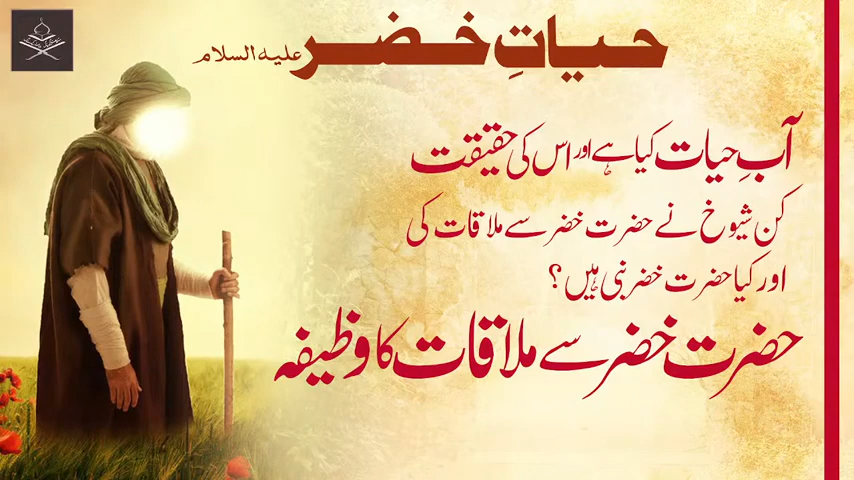 حیاتِ خضر علیہ السلام
آبِ حیات کیا ہے اور اس کی حقیقت
کن شیوخ نے حضرت خضر سے ملاقات کی
اور کیا حضرت خضر نبی ہیں؟
حضرت خضر سے ملاقات کا وظیفہ